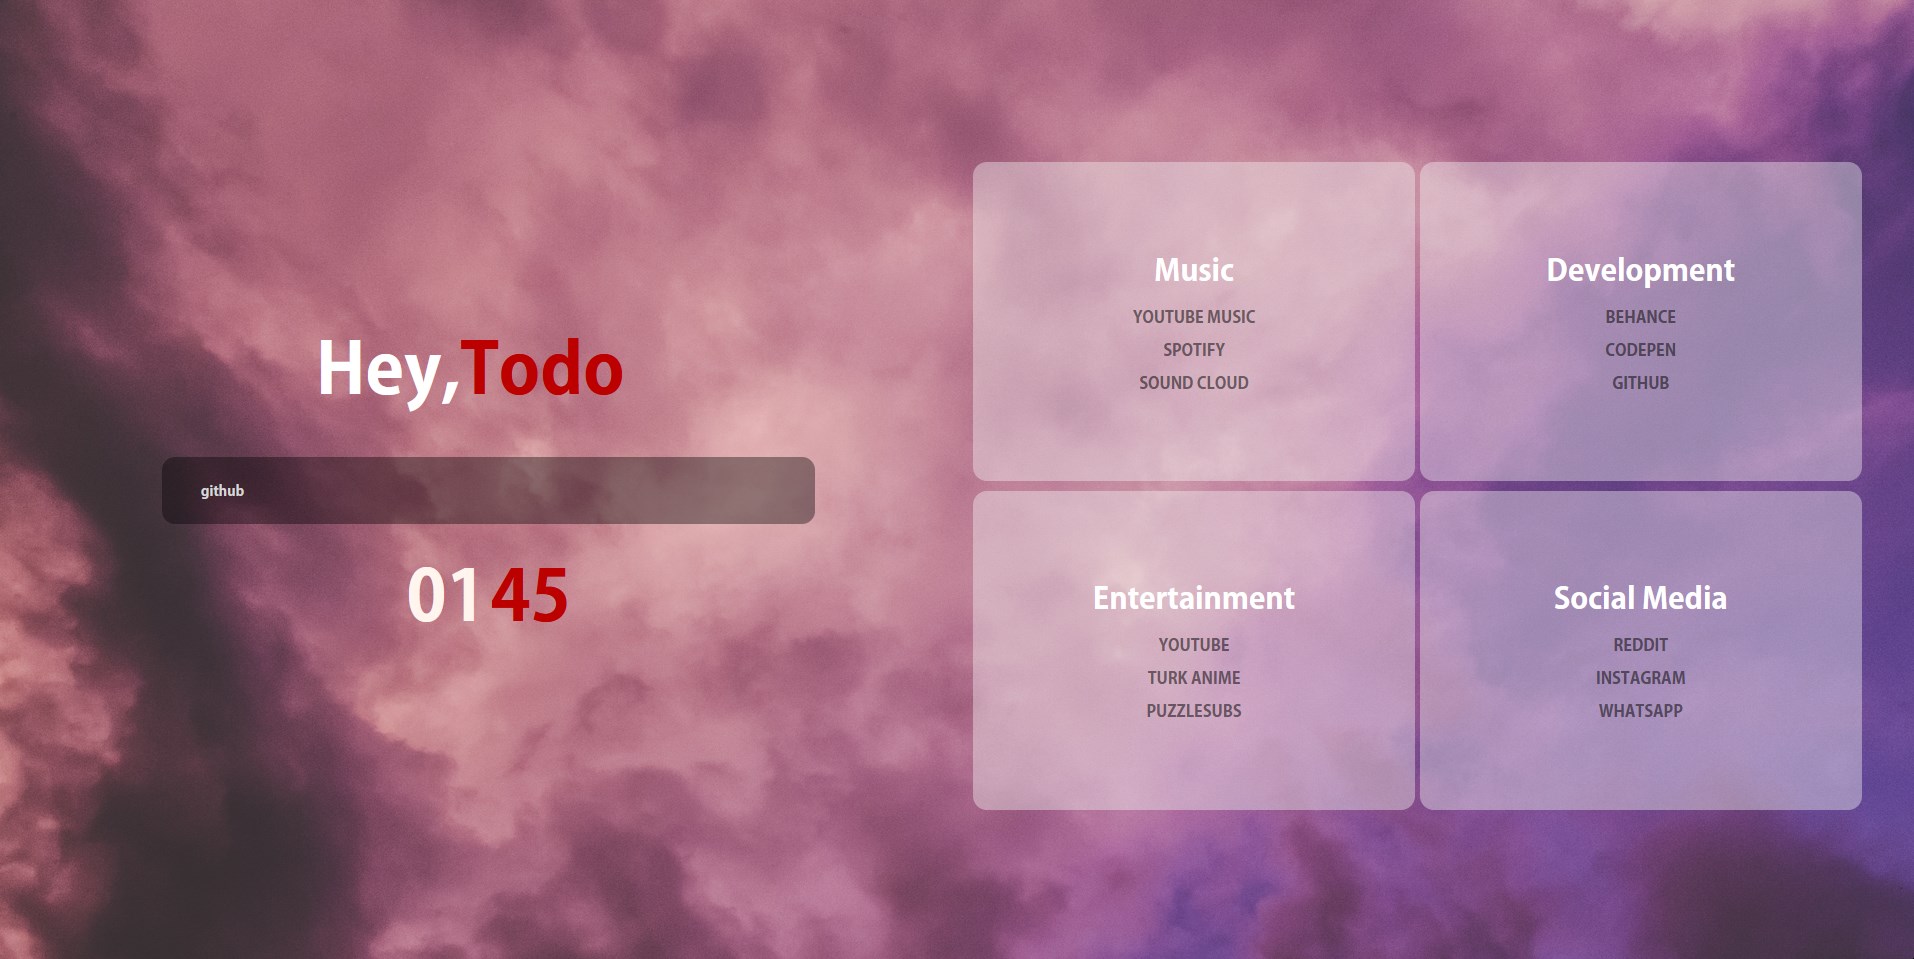 Hey,Todo
github
01 45
Music
YOUTUBE MUSIC
SPOTIFY
SOUND CLOUD
Development
BEHANCE
CODEPEN
GITHUB
Entertainment
YOUTUBE
TURK ANIME
PUZZLESUBS
Social Media
REDDIT
INSTAGRAM
WHATSAPP